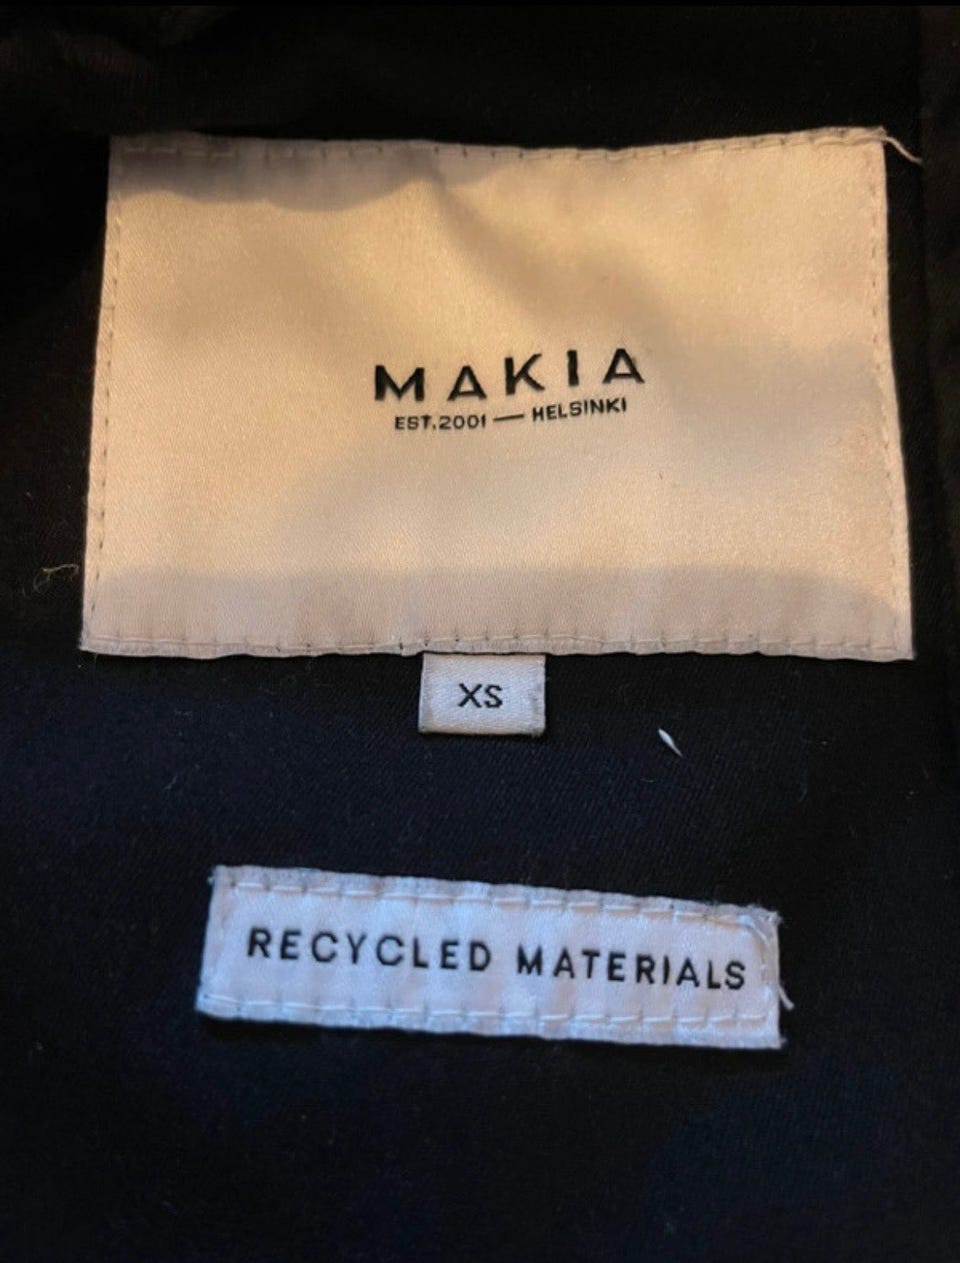 MAKIA
EST.2001 — HELSINKI
XS
RECYCLED MATERIALS